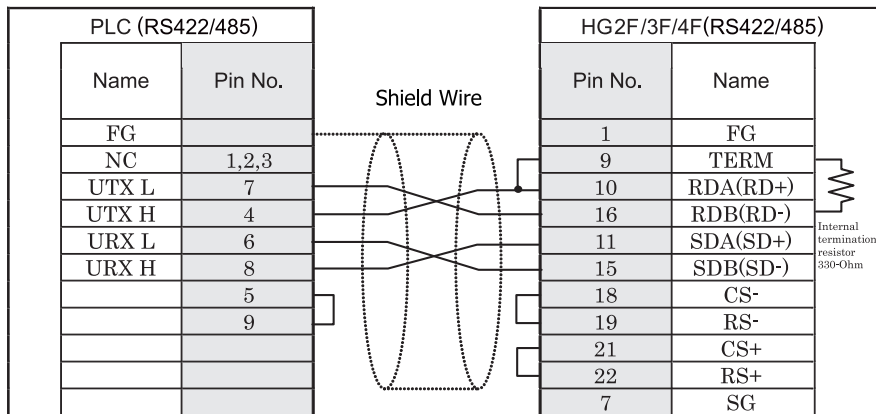 PLC (RS422/485)
HG2F/3F/4F(RS422/485)
Name Pin No.
Shield Wire
Pin No. Name
FG 1 FG
NC 1,2,3 9 TERM
UTX L 7 10 RDA(RD+)
UTX H 4 16 RDB(RD-)
URX L 6 11 SDA(SD+)
URX H 8 15 SDB(SD-)
5 18 CS-
9 19 RS-
21 CS+
22 RS+
7 SG
Internal
termination
resistor
330-Ohm